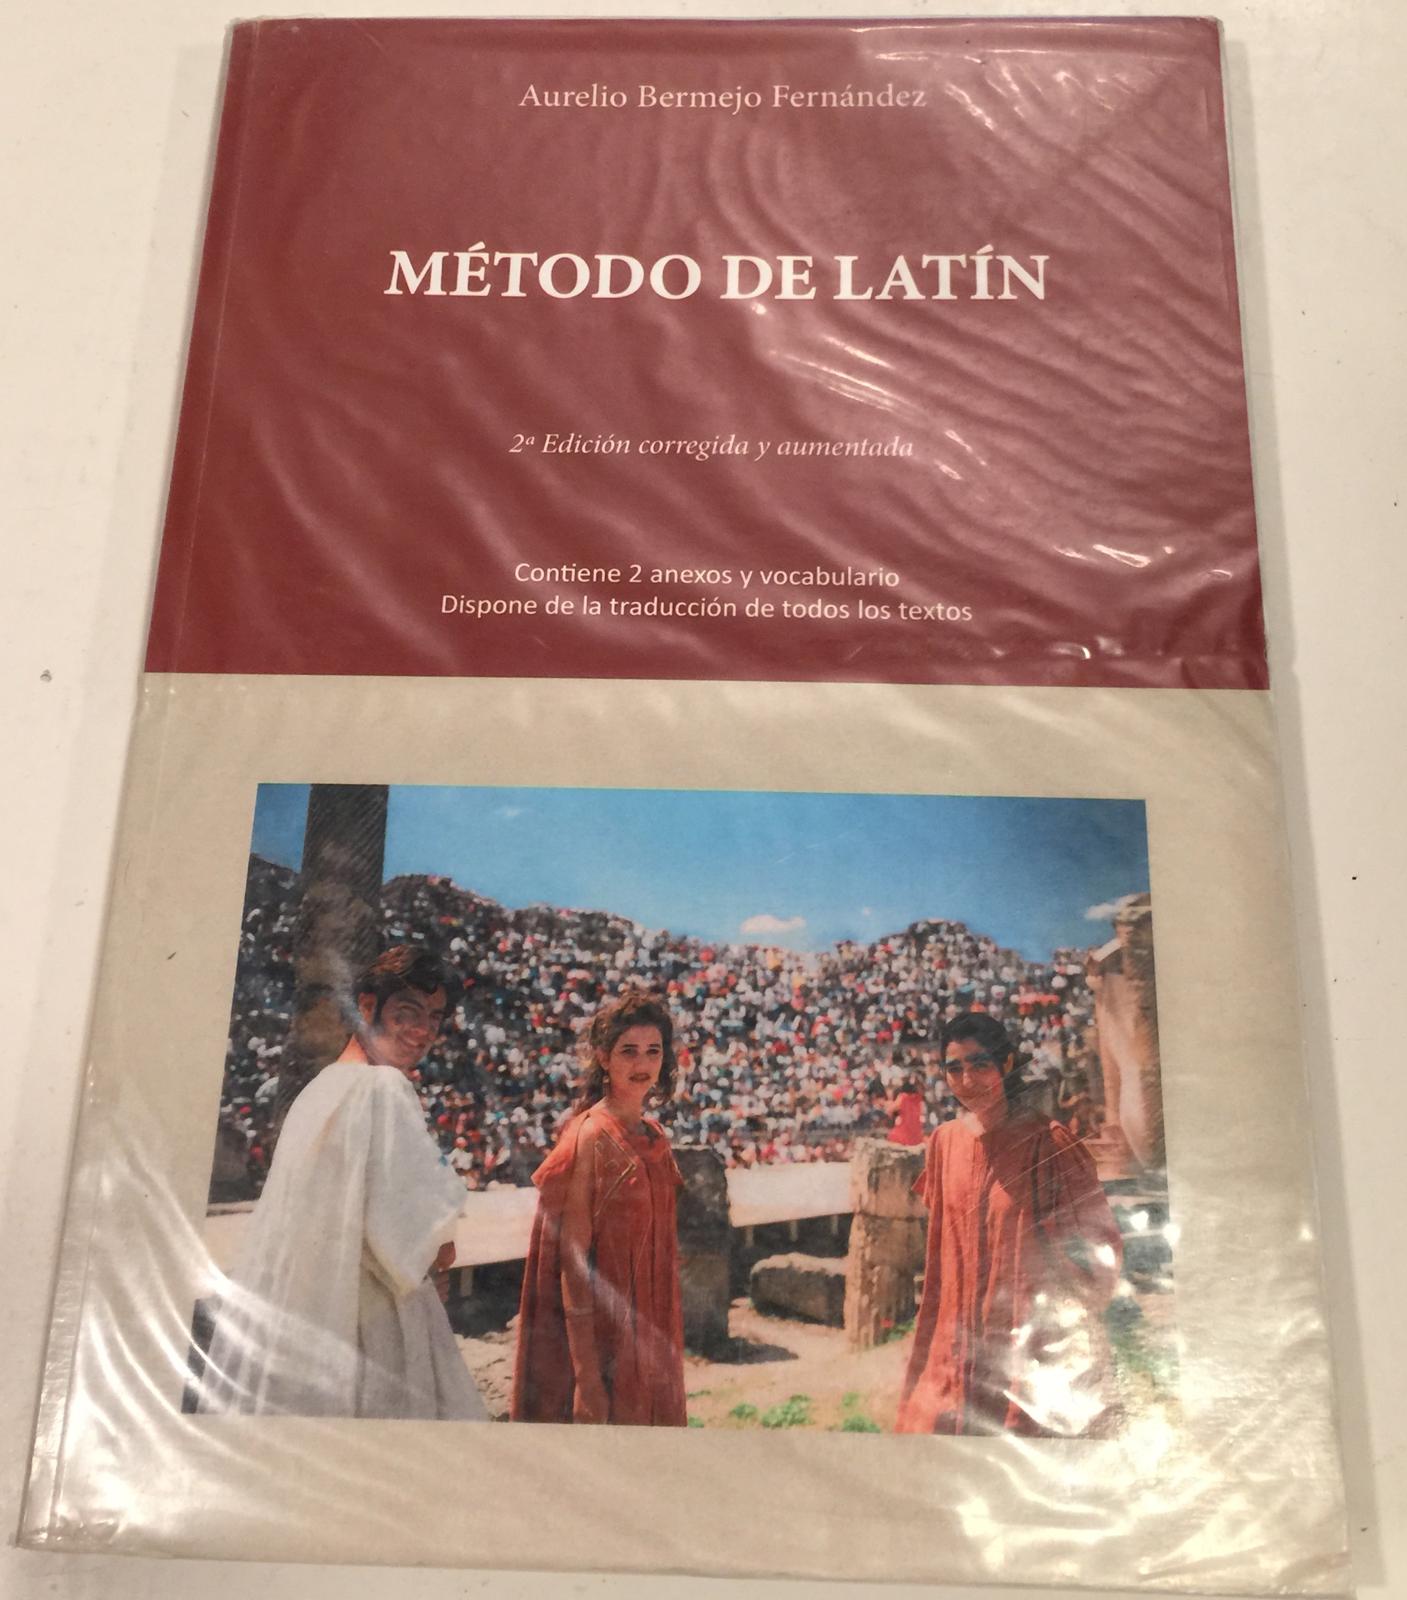 Aurelio Bermejo Fernández
MÉTODO DE LATÍN
2ª Edición corregida y aumentada
Contiene 2 anexos y vocabulario
Dispone de la traducción de todos los textos